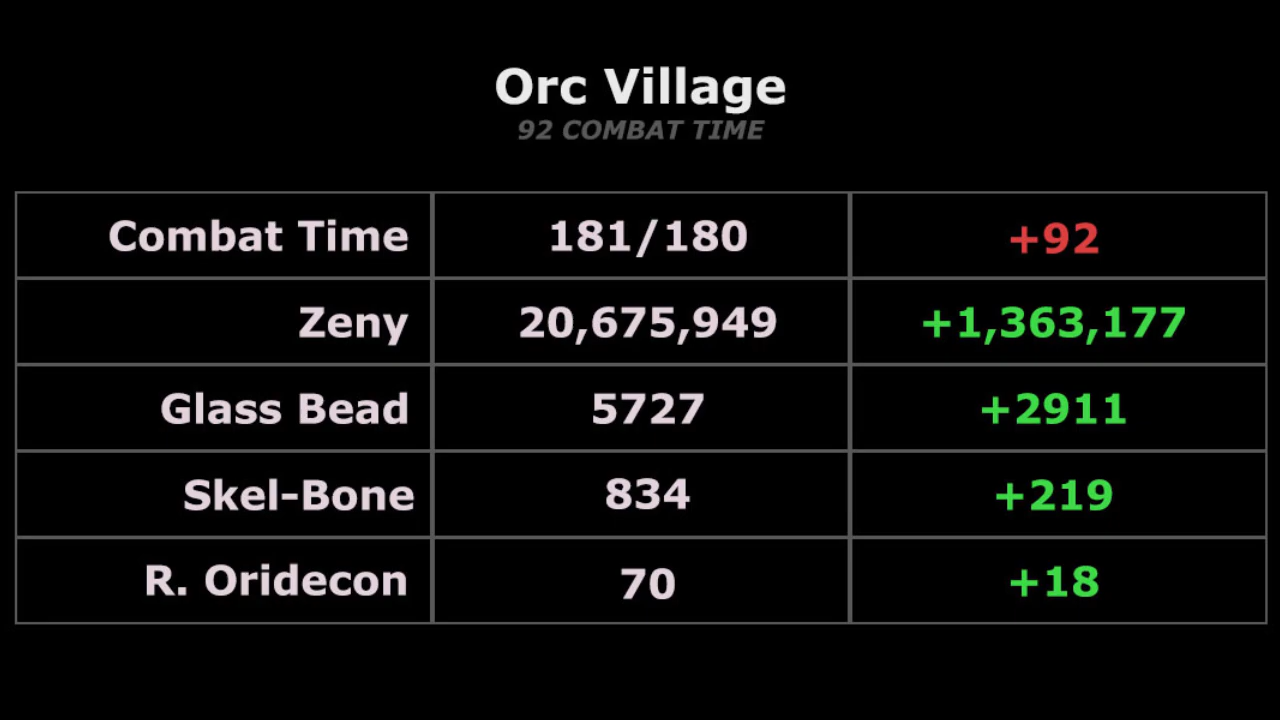 Orc Village
92 COMBAT TIME
Combat Time 181/180 +92
Zeny 20,675,949 +1,363,177
Glass Bead 5727 +2911
Skel-Bone 834 +219
R. Oridecon 70 +18